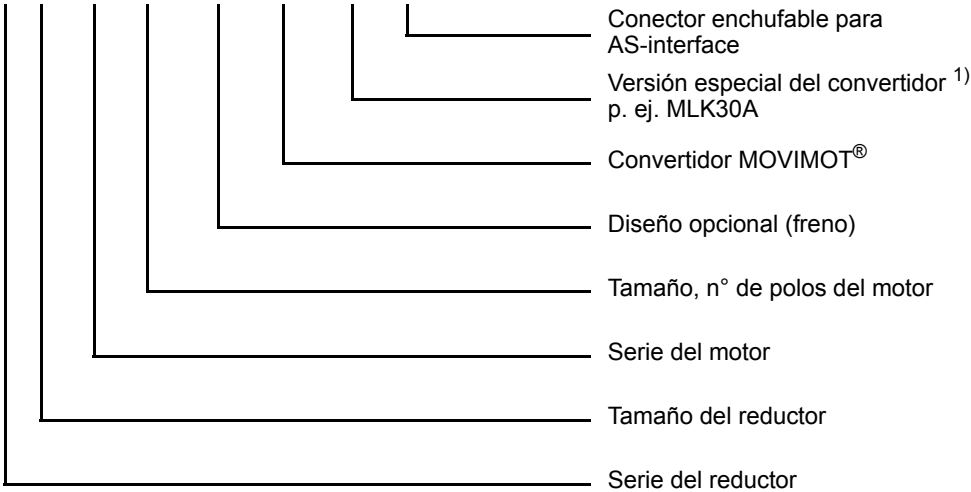 Conector enchufable para
AS-interface
Versión especial del convertidor 1)
p. ej. MLK30A
Convertidor MOVIMOT®
Diseño opcional (freno)
Tamaño, n° de polos del motor
Serie del motor
Tamaño del reductor
Serie del reductor